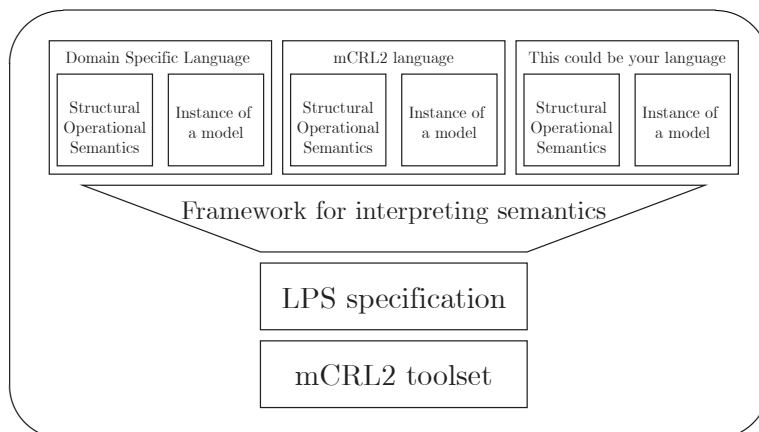 Domain Specific Language
Structural
Operational
Semantics
Instance of
a model
mCRL2 language
Structural
Operational
Semantics
Instance of
a model
This could be your language
Structural
Operational
Semantics
Instance of
a model
Framework for interpreting semantics
LPS specification
mCRL2 toolset